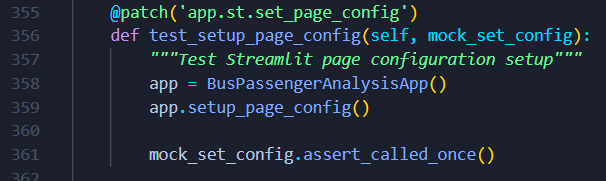 355 @patch('app.st.set_page_config')
356 def test_setup_page_config(self, mock_set_config):
357 """Test Streamlit page configuration setup"""
358 app = BusPassengerAnalysisApp()
359 app.setup_page_config()
360
361 mock_set_config.assert_called_once()
362